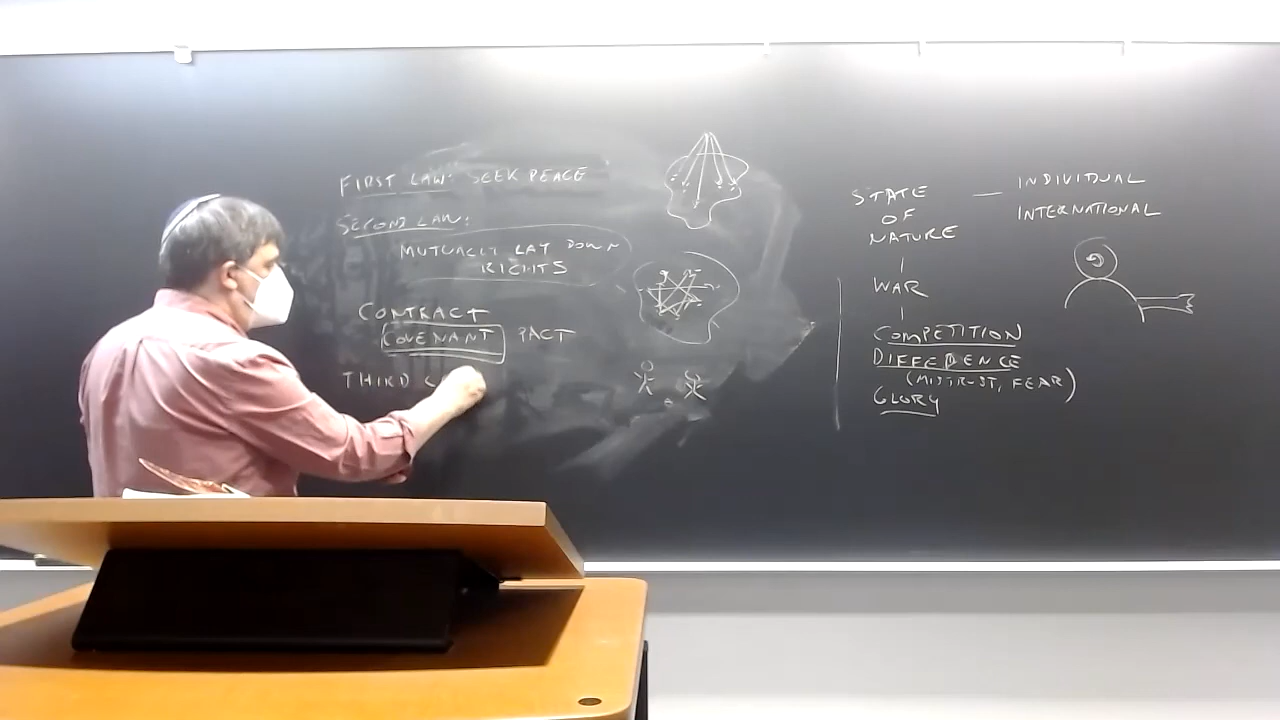 FIRST LAW: SEEK PEACE
SECOND LAW:
MUTUALLY LAY DOWN
RIGHTS
CONTRACT
COVENANT PACT
THIRD
STATE
OF
NATURE
— INDIVIDUAL
INTERNATIONAL
WAR
COMPETITION
DIFFERENCE
(MISTRUST, FEAR)
GLORY